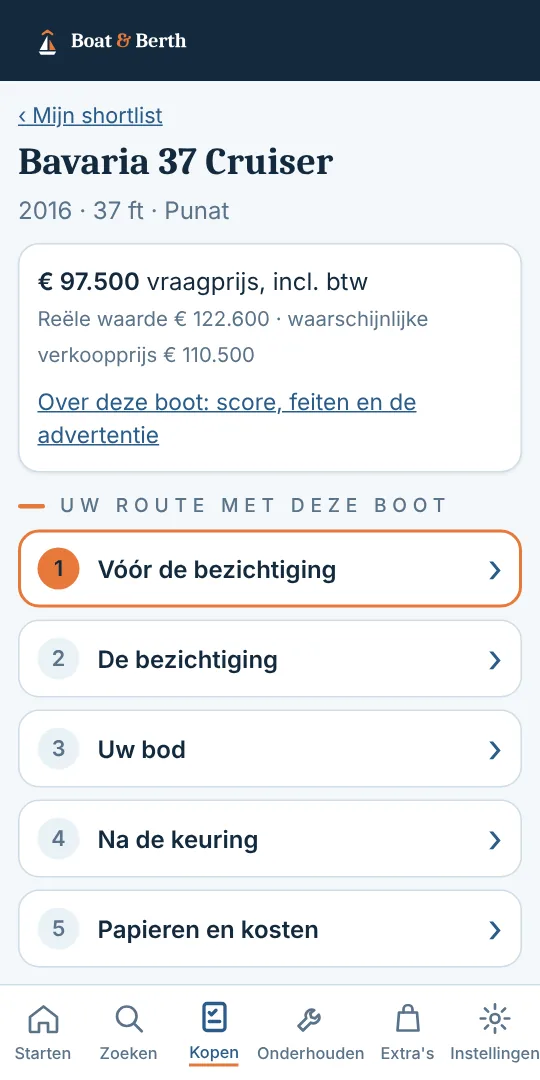 Boat & Berth
‹ Mijn shortlist
Bavaria 37 Cruiser
2016 · 37 ft · Punat
€ 97.500 vraagprijs, incl. btw
Reële waarde € 122.600 · waarschijnlijke
verkoopprijs € 110.500
Over deze boot: score, feiten en de
advertentie
UW ROUTE MET DEZE BOOT
1 Vóór de bezichtiging ›
2 De bezichtiging ›
3 Uw bod ›
4 Na de keuring ›
5 Papieren en kosten ›
Starten Zoeken Kopen Onderhouden Extra's Instellingen